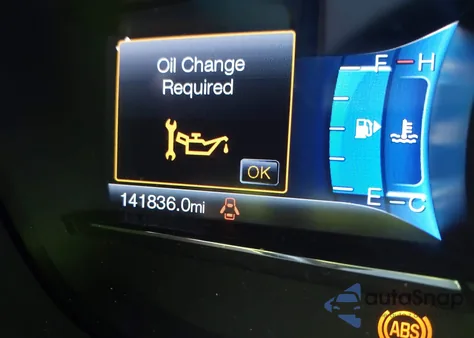 Oil Change
Required
OK
F
H
E
C
141836.0mi
autoSnap
ABS